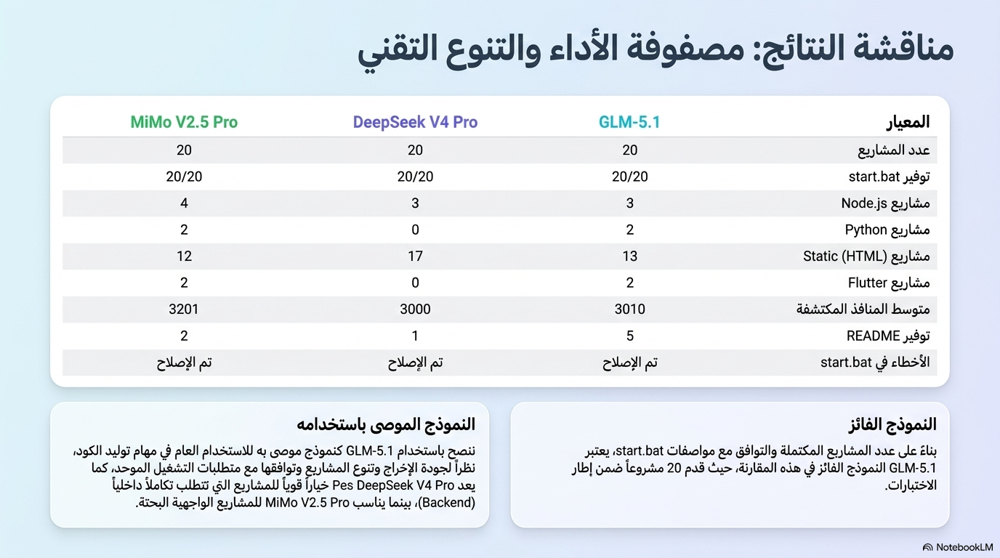 مناقشة النتائج: مصفوفة الأداء والتنوع التقني
المعيار GLM-5.1 DeepSeek V4 Pro MiMo V2.5 Pro
عدد المشاريع 20 20 20
توفير start.bat 20/20 20/20 20/20
مشاريع Node.js 3 3 4
مشاريع Python 2 0 2
مشاريع Static (HTML) 13 17 12
مشاريع Flutter 2 0 2
متوسط المنافذ المكتشفة 3010 3000 3201
توفير README 5 1 2
الأخطاء في start.bat تم الإصلاح تم الإصلاح تم الإصلاح
النموذج الفائز
بناءً على عدد المشاريع المكتملة والتوافق مع مواصفات start.bat، يعتبر
GLM-5.1 النموذج الفائز في هذه المقارنة، حيث قدم 20 مشروعاً ضمن إطار
الاختبارات.
النموذج الموصى باستخدامه
ننصح باستخدام GLM-5.1 كنموذج موصى به للاستخدام العام في مهام توليد الكود،
نظراً لجودة الإخراج وتنوع المشاريع وتوافقها مع متطلبات التشغيل الموحد، كما
يعد Pes DeepSeek V4 Pro خياراً قوياً للمشاريع التي تتطلب تكاملاً داخلياً
(Backend)، بينما يناسب MiMo V2.5 Pro للمشاريع الواجهية البحتة.
NotebookLM